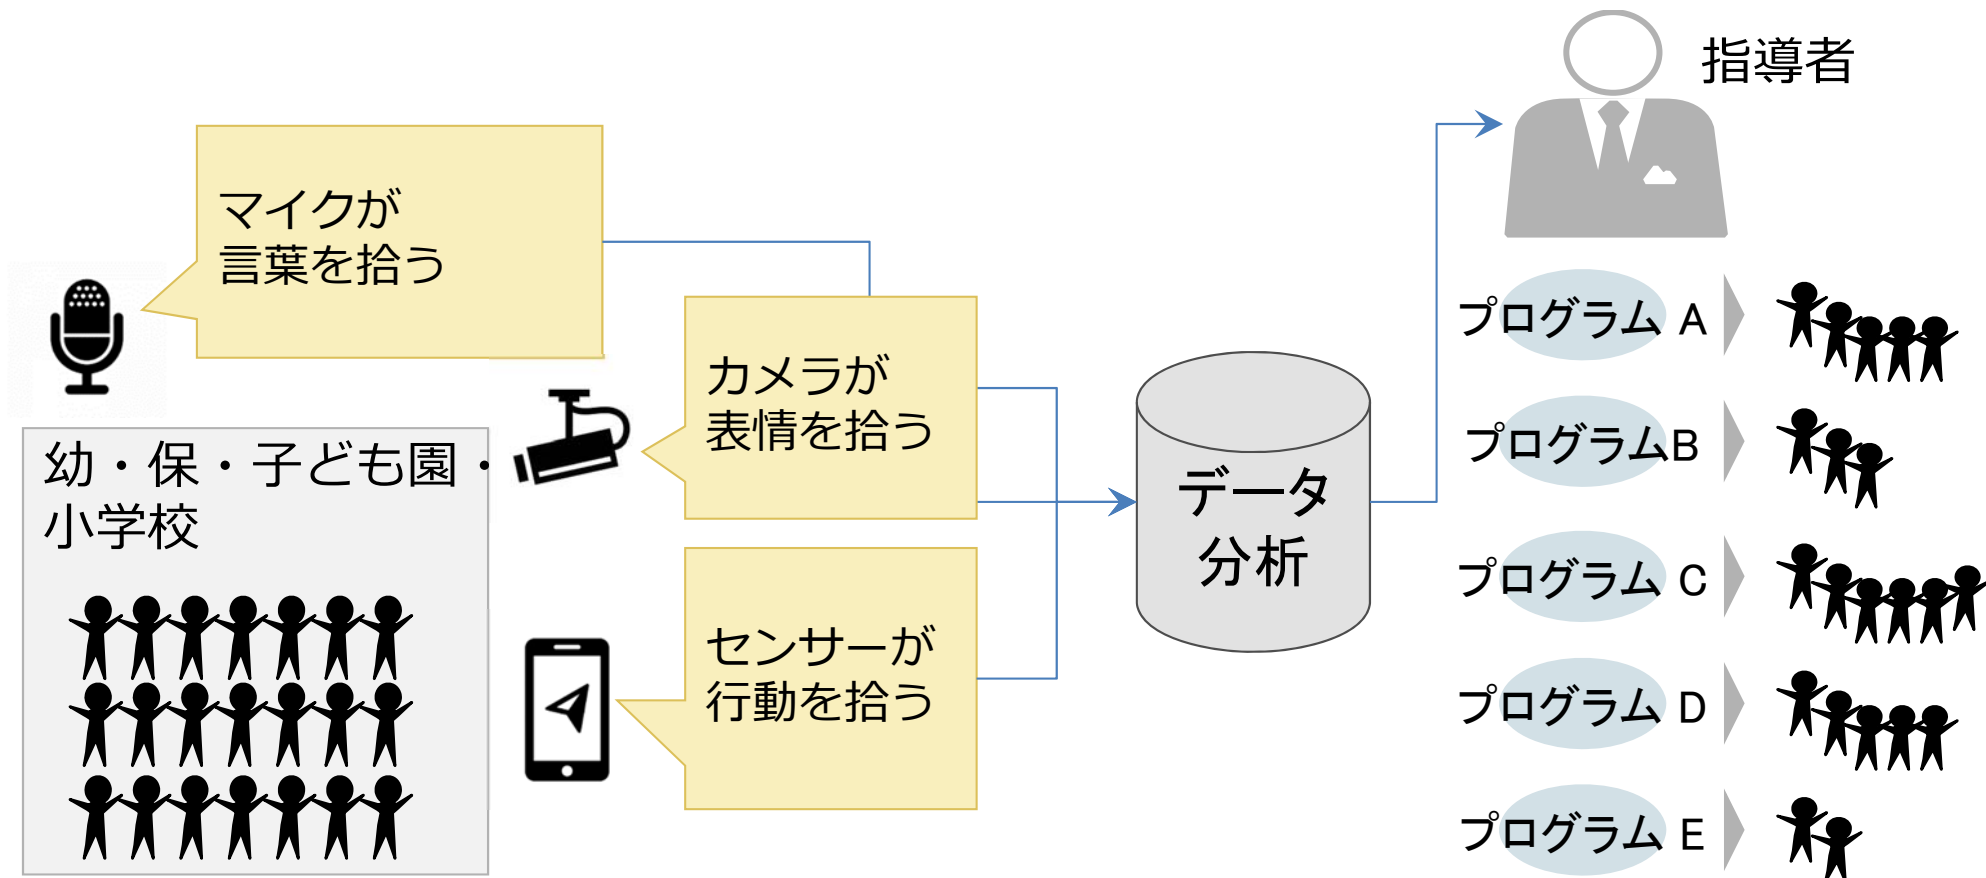 指導者
マイクが
言葉を拾う
カメラが
表情を拾う
幼・保・子ども園・
小学校
センサーが
行動を拾う
データ
分析
プログラム A
プログラムB
プログラム C
プログラム D
プログラム E